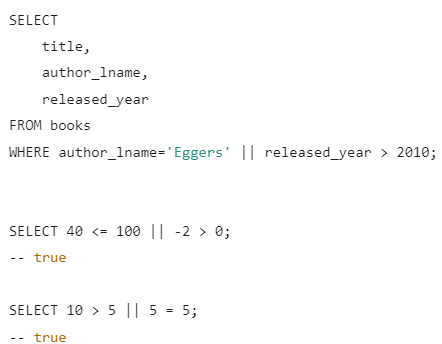 SELECT
    title,
    author_lname,
    released_year
FROM books
WHERE author_lname='Eggers' || released_year > 2010;
SELECT 40 <= 100 || -2 > 0;
-- true
SELECT 10 > 5 || 5 = 5;
-- true